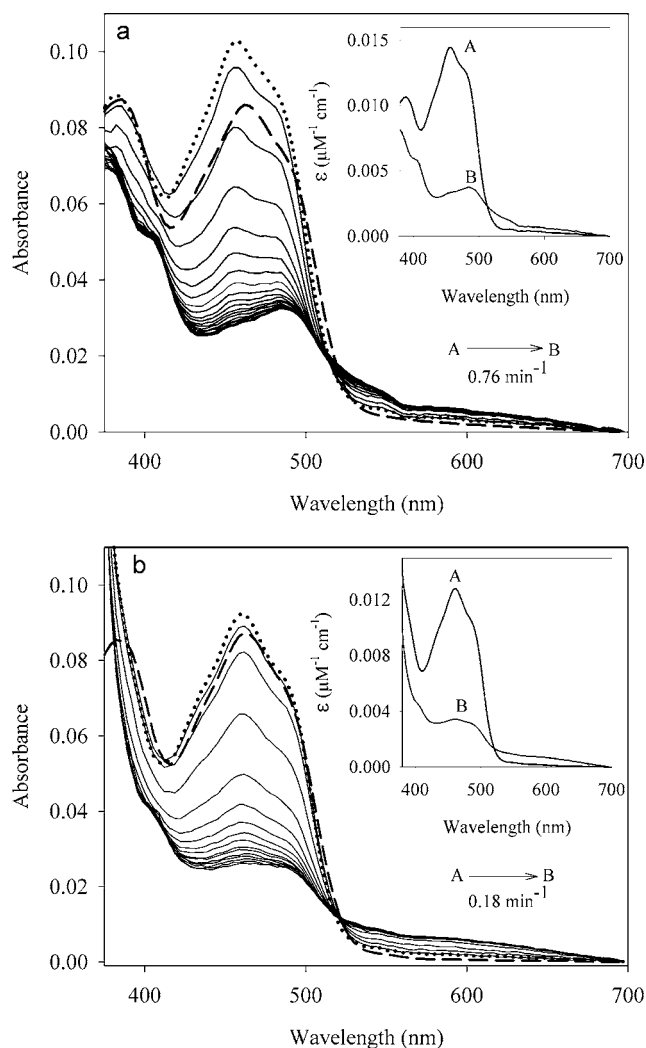 a
0.10
0.08
0.06
0.04
0.02
0.00
Absorbance
400
500
600
700
Wavelength (nm)
0.015
0.010
0.005
0.000
ε (μM⁻¹ cm⁻¹)
A
B
400 500 600 700
Wavelength (nm)
A B
0.76 min⁻¹
b
0.10
0.08
0.06
0.04
0.02
0.00
Absorbance
400
500
600
700
Wavelength (nm)
0.012
0.008
0.004
0.000
ε (μM⁻¹ cm⁻¹)
A
B
400 500 600 700
Wavelength (nm)
A B
0.18 min⁻¹